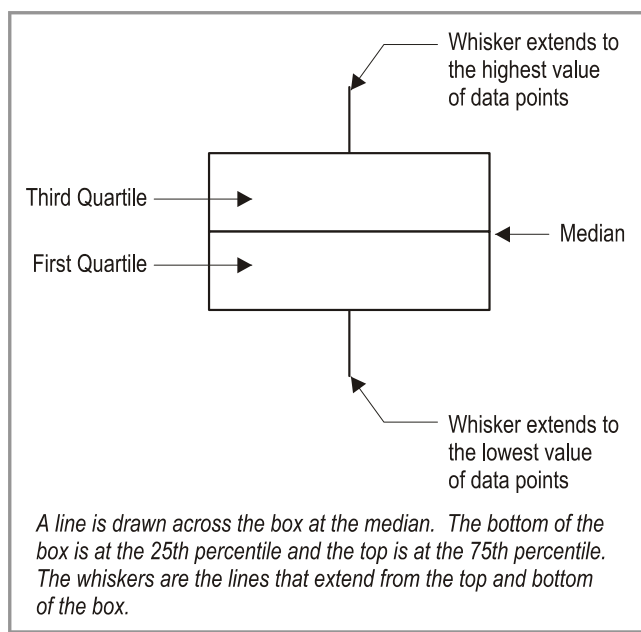 Whisker extends to
the highest value
of data points
Third Quartile
Median
First Quartile
Whisker extends to
the lowest value
of data points
A line is drawn across the box at the median. The bottom of the
box is at the 25th percentile and the top is at the 75th percentile.
The whiskers are the lines that extend from the top and bottom
of the box.